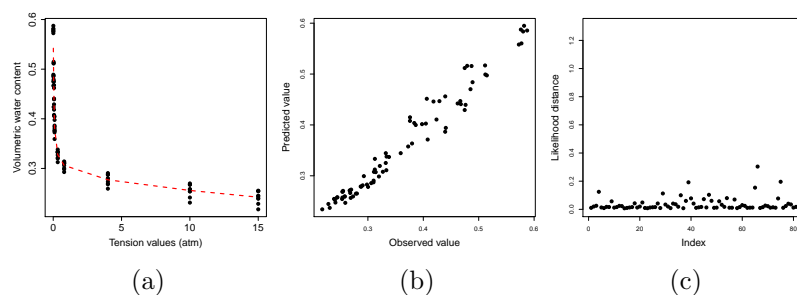 Volumetric water content
0.3 0.4 0.5 0.6
0 5 10 15
Tension values (atm)
(a)
Predicted value
0.3 0.4 0.5 0.6
0.3 0.4 0.5 0.6
Observed value
(b)
Likelihood distance
0.0 0.2 0.4 0.6 0.8 1.0 1.2
0 20 40 60 80
Index
(c)